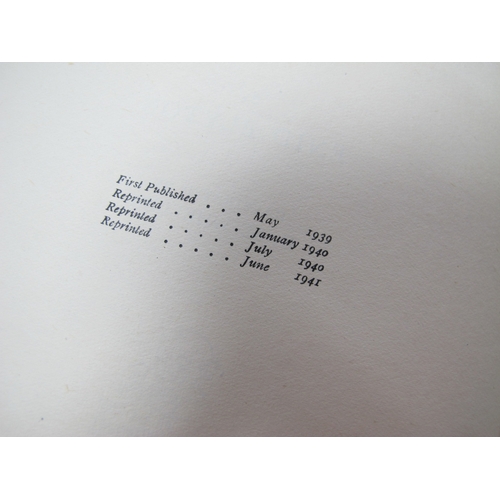 First Published . . . May 1939
Reprinted . . . . . January 1940
Reprinted . . . . . July 1940
Reprinted . . . . . June 1941